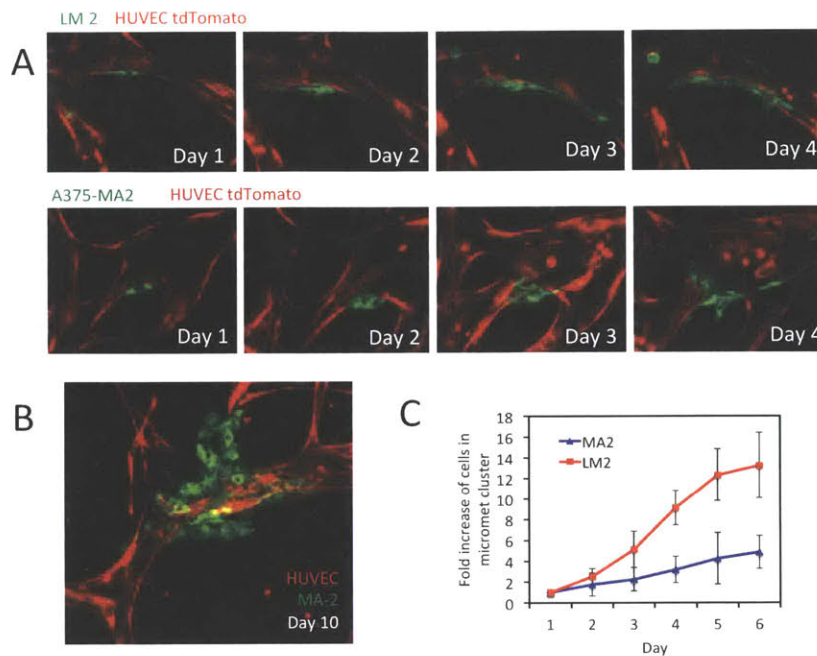 LM 2 HUVEC tdTomato
A
Day 1
Day 2
Day 3
Day 4
A375-MA2 HUVEC tdTomato
Day 1
Day 2
Day 3
Day 4
B
HUVEC
MA-2
Day 10
C
Fold increase of cells in
micromet cluster
18
16
14
12
10
8
6
4
2
0
MA2
LM2
1 2 3 4 5 6
Day